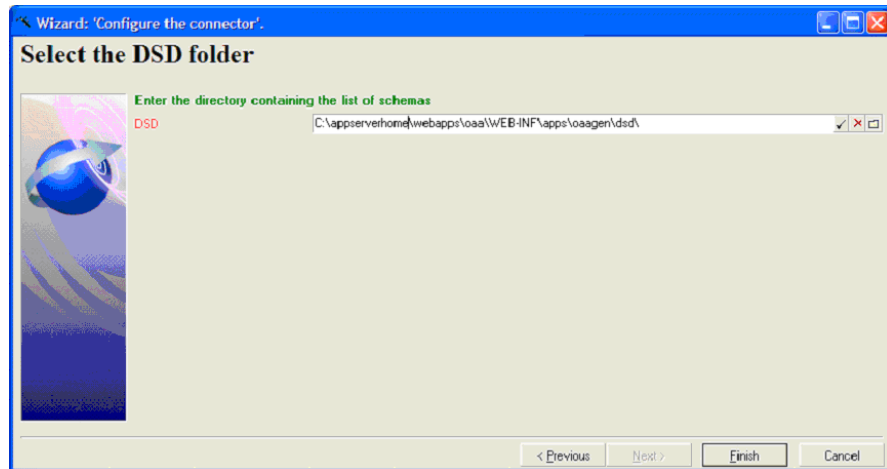 Wizard: 'Configure the connector'.
Select the DSD folder
Enter the directory containing the list of schemas
DSD C:\appserverhome\webapps\oaa\WEB-INF\apps\oaagen\dsd\
< Previous Next > Finish Cancel